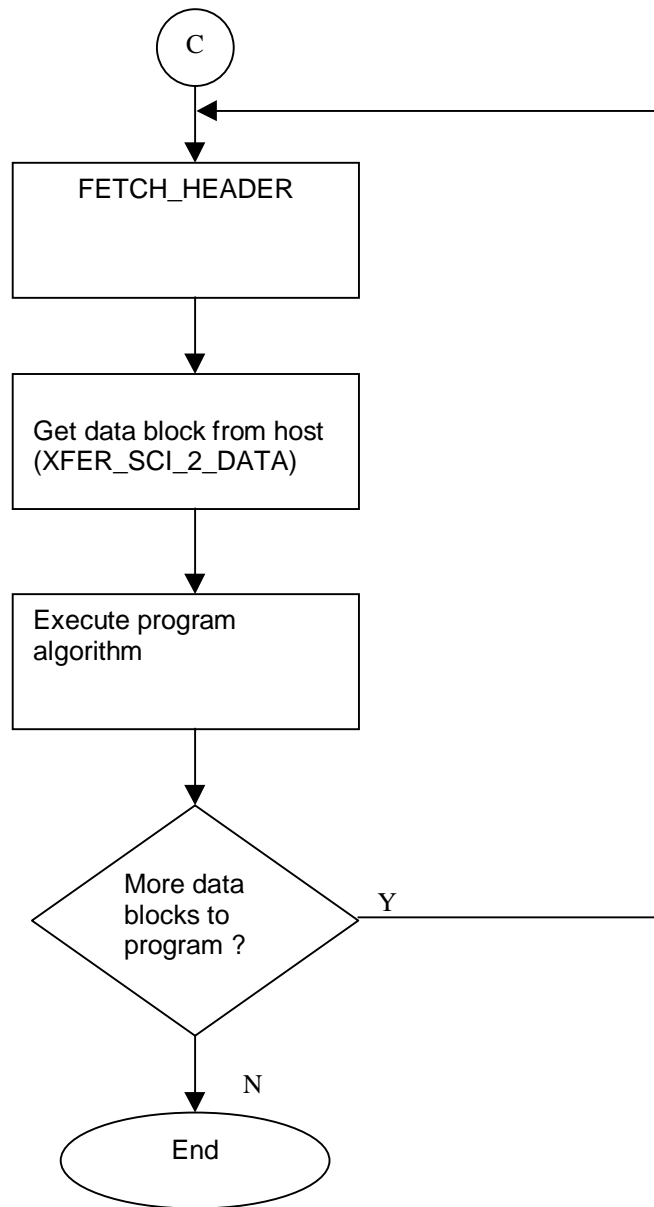 C
FETCH_HEADER
Get data block from host
(XFER_SCI_2_DATA)
Execute program
algorithm
More data
blocks to
program ?
Y
N
End